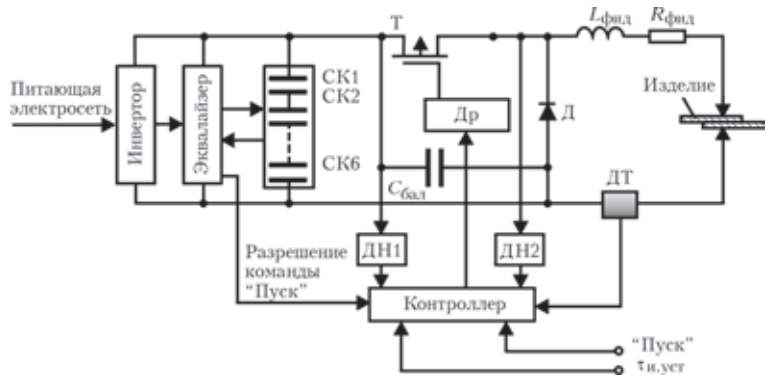 Питающая
электросеть
Инвертор
Эквалайзер
СК1
СК2
СК6
Т
Др
Д
Cбал
Lфид
Rфид
Изделие
ДТ
ДН1
ДН2
Разрешение
команды
“Пуск”
Контроллер
“Пуск”
τи.уст